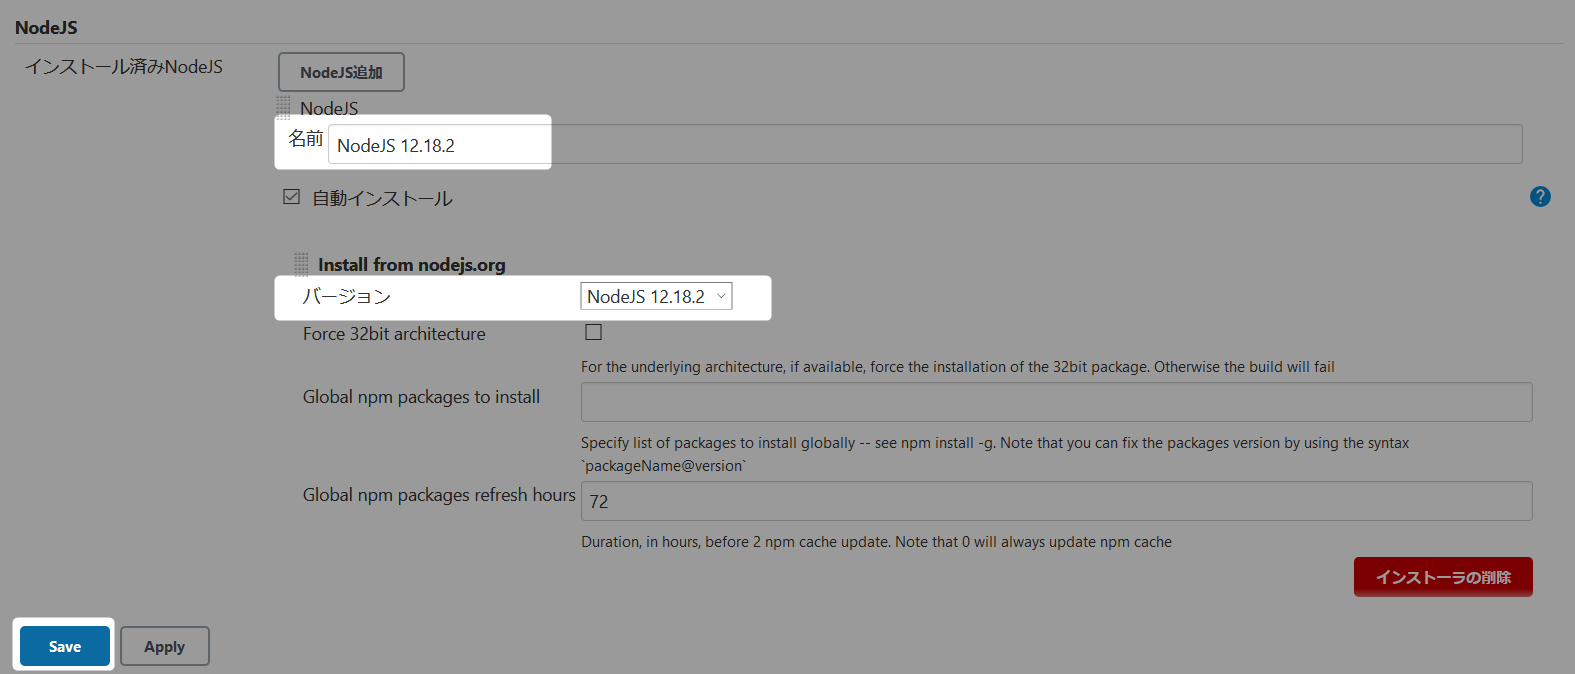 NodeJS
インストール済みNodeJS
NodeJS追加
NodeJS
名前 NodeJS 12.18.2
自動インストール
?
Install from nodejs.org
バージョン NodeJS 12.18.2
Force 32bit architecture
For the underlying architecture, if available, force the installation of the 32bit package. Otherwise the build will fail
Global npm packages to install
Specify list of packages to install globally -- see npm install -g. Note that you can fix the packages version by using the syntax
`packageName@version`
Global npm packages refresh hours 72
Duration, in hours, before 2 npm cache update. Note that 0 will always update npm cache
インストーラの削除
Save Apply